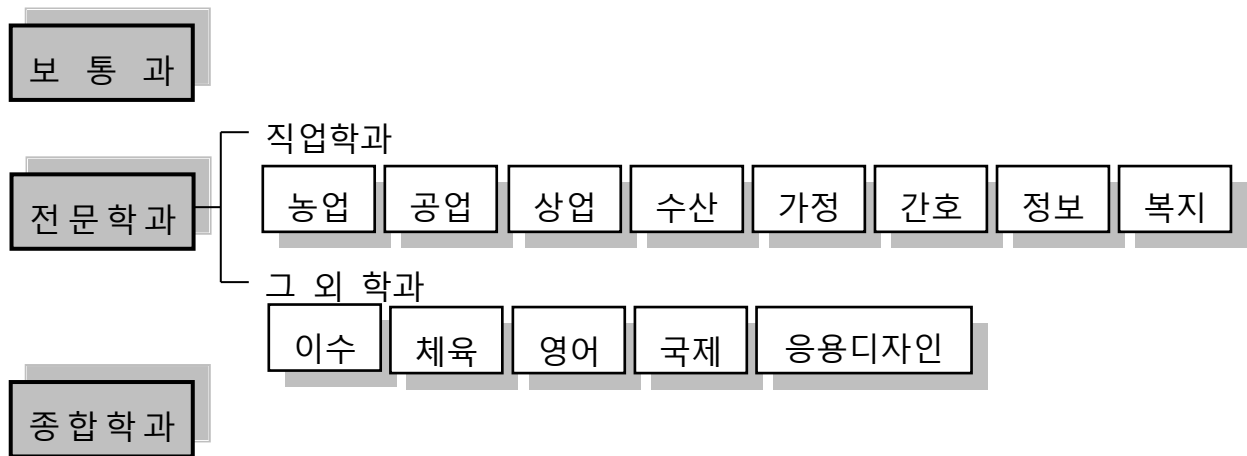 보 통 과
직업학과
전문학과
농업 공업 상업 수산 가정 간호 정보 복지
그 외 학과
이수 체육 영어 국제 응용디자인
종합학과